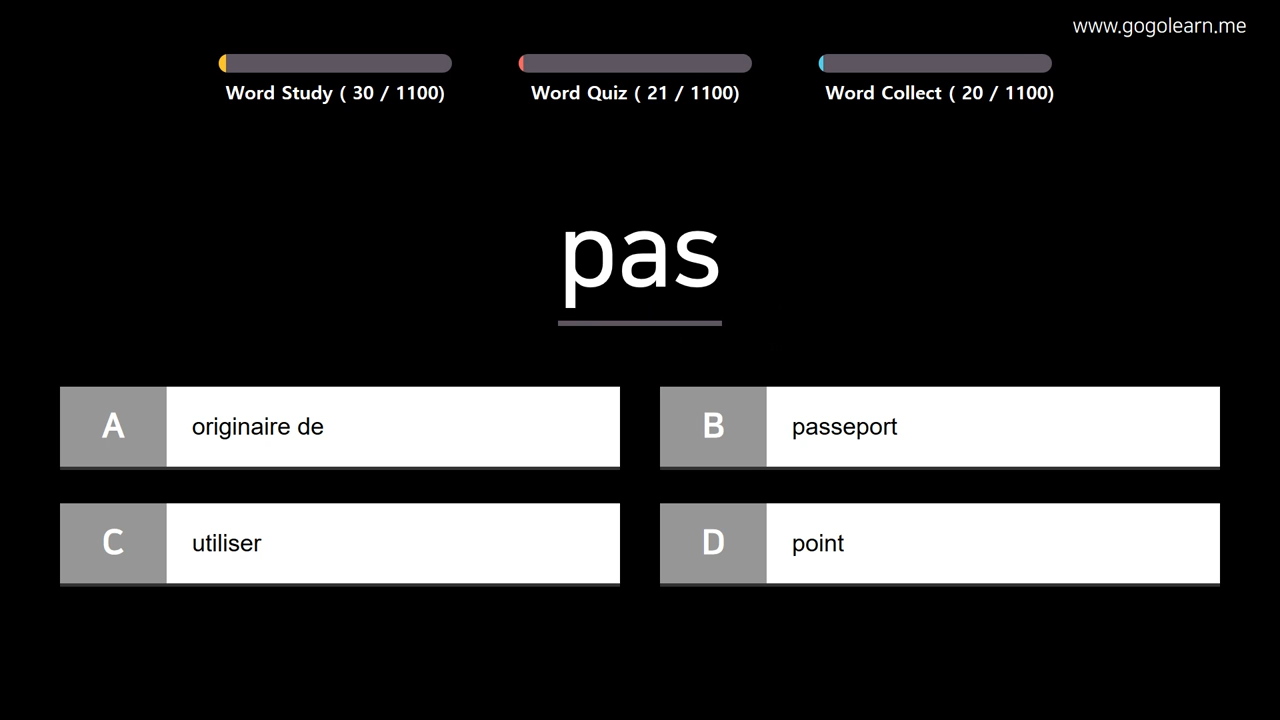 www.gogolearn.me
Word Study ( 30 / 1100)
Word Quiz ( 21 / 1100)
Word Collect ( 20 / 1100)
pas
A originaire de
B passeport
C utiliser
D point